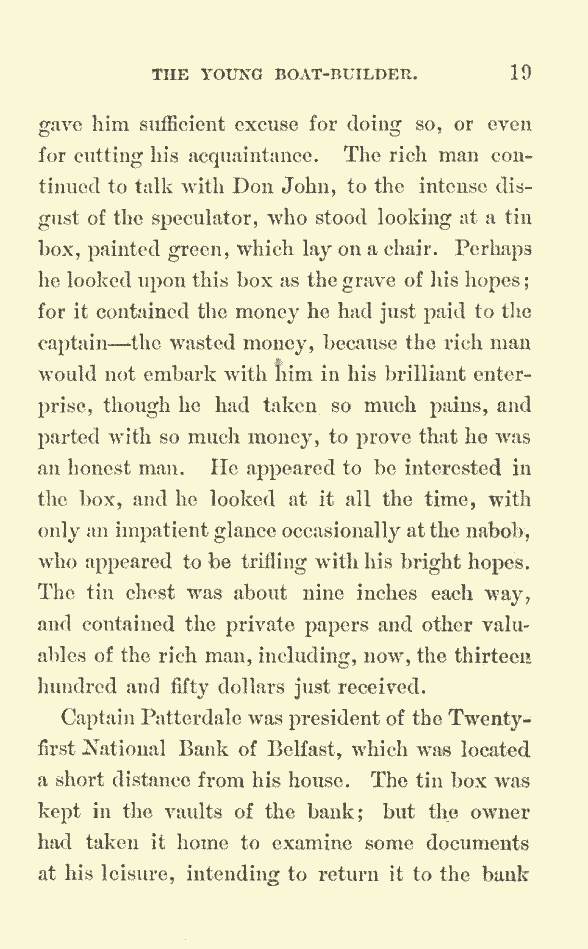 THE YOUNG BOAT-BUILDER. 19
gave him sufficient excuse for doing so, or even
for cutting his acquaintance. The rich man con-
tinued to talk with Don John, to the intense dis-
gust of the speculator, who stood looking at a tin
box, painted green, which lay on a chair. Perhaps
he looked upon this box as the grave of his hopes;
for it contained the money he had just paid to the
captain—the wasted money, because the rich man
would not embark with him in his brilliant enter-
prise, though he had taken so much pains, and
parted with so much money, to prove that he was
an honest man. He appeared to be interested in
the box, and he looked at it all the time, with
only an impatient glance occasionally at the nabob,
who appeared to be trifling with his bright hopes.
The tin chest was about nine inches each way,
and contained the private papers and other valu-
ables of the rich man, including, now, the thirteen
hundred and fifty dollars just received.
Captain Patterdale was president of the Twenty-
first National Bank of Belfast, which was located
a short distance from his house. The tin box was
kept in the vaults of the bank; but the owner
had taken it home to examine some documents
at his leisure, intending to return it to the bank